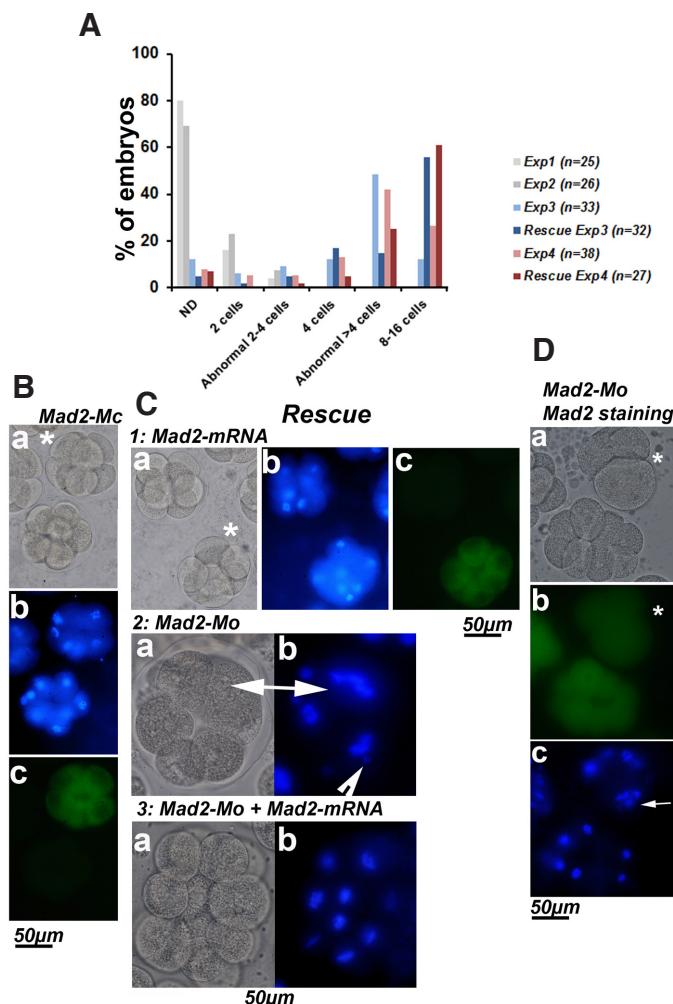 A
100
80
60
40
20
0
% of embryos
ND
2 cells
Abnormal 2-4 cells
4 cells
Abnormal >4 cells
8-16 cells
Exp1 (n=25)
Exp2 (n=26)
Exp3 (n=33)
Rescue Exp3 (n=32)
Exp4 (n=38)
Rescue Exp4 (n=27)
B
Mad2-Mc
a *
b
c
50µm
C
Rescue
1: Mad2-mRNA
a
*
b
c
50µm
2: Mad2-Mo
a
b
3: Mad2-Mo + Mad2-mRNA
a
b
50µm
D
Mad2-Mo
Mad2 staining
a
*
b
*
c
50µm